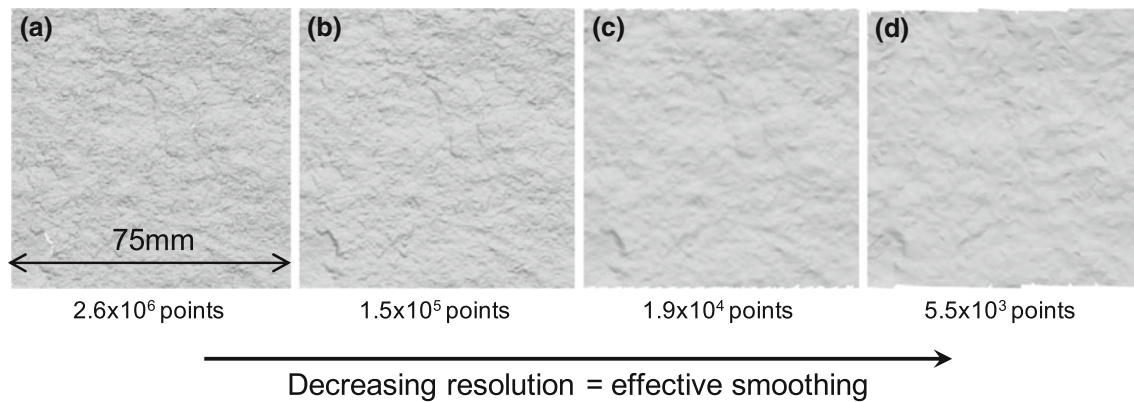 (a) (b) (c) (d)
75mm
2.6x10⁶ points 1.5x10⁵ points 1.9x10⁴ points 5.5x10³ points
Decreasing resolution = effective smoothing